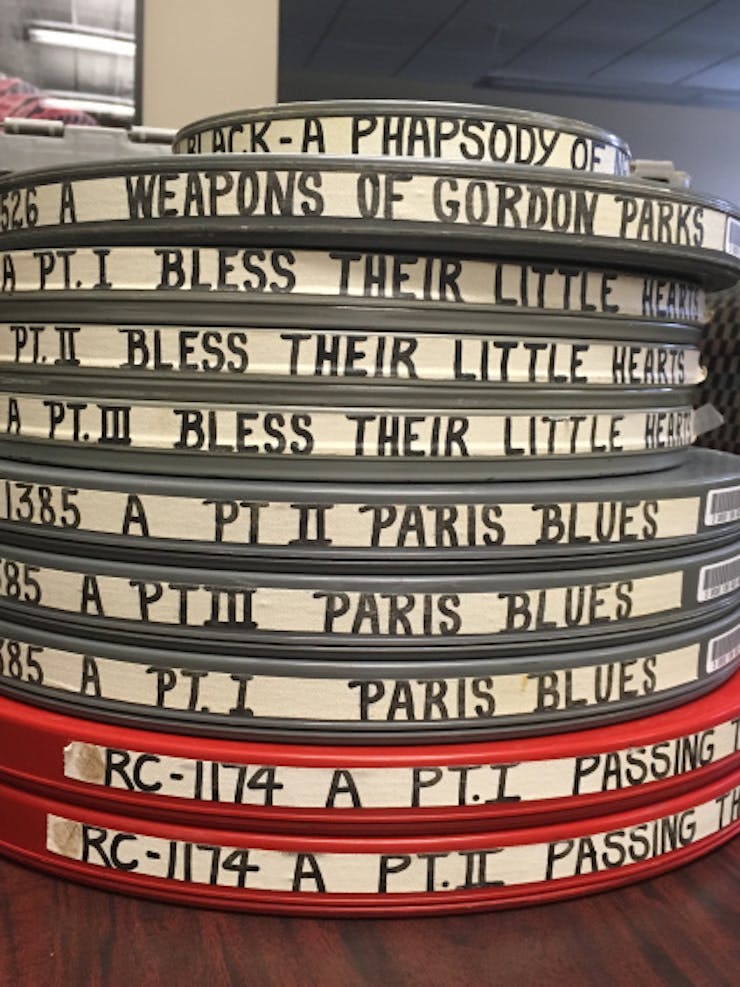 BLACK-A PHAPSODY OF
526 A WEAPONS OF GORDON PARKS
A PT. I BLESS THEIR LITTLE HEARTS
PT. II BLESS THEIR LITTLE HEARTS
A PT. III BLESS THEIR LITTLE HEARTS
1385 A PT II PARIS BLUES
385 A PT III PARIS BLUES
385 A PT. I PARIS BLUES
RC-1174 A PT. I PASSING T
RC-1174 A PT. II PASSING TH